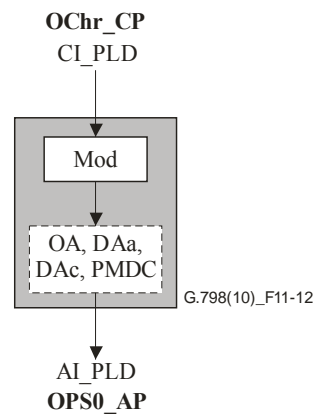 OChr_CP
CI_PLD
Mod
OA, DAa,
DAc, PMDC
G.798(10)_F11-12
AI_PLD
OPS0_AP